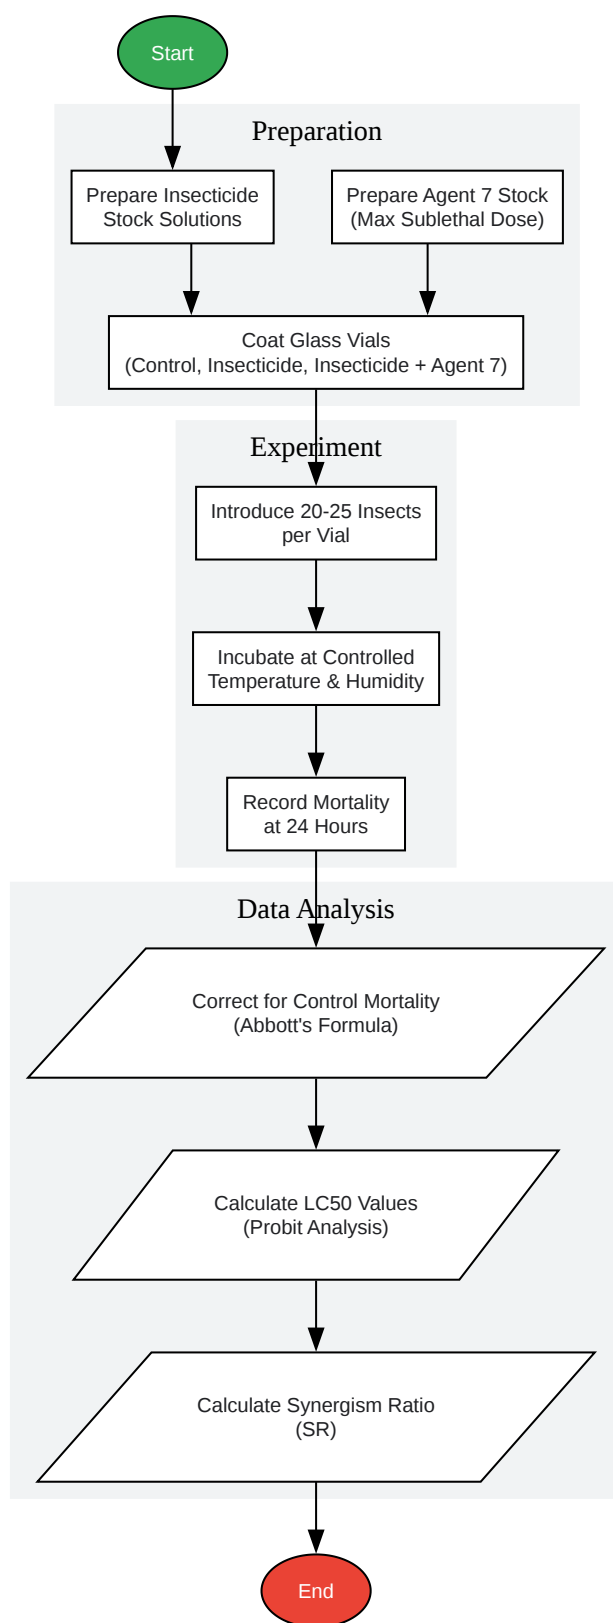 Start
Preparation
Prepare Insecticide
Stock Solutions
Prepare Agent 7 Stock
(Max Sublethal Dose)
Coat Glass Vials
(Control, Insecticide, Insecticide + Agent 7)
Experiment
Introduce 20-25 Insects
per Vial
Incubate at Controlled
Temperature & Humidity
Record Mortality
at 24 Hours
Data Analysis
Correct for Control Mortality
(Abbott's Formula)
Calculate LC50 Values
(Probit Analysis)
Calculate Synergism Ratio
(SR)
End